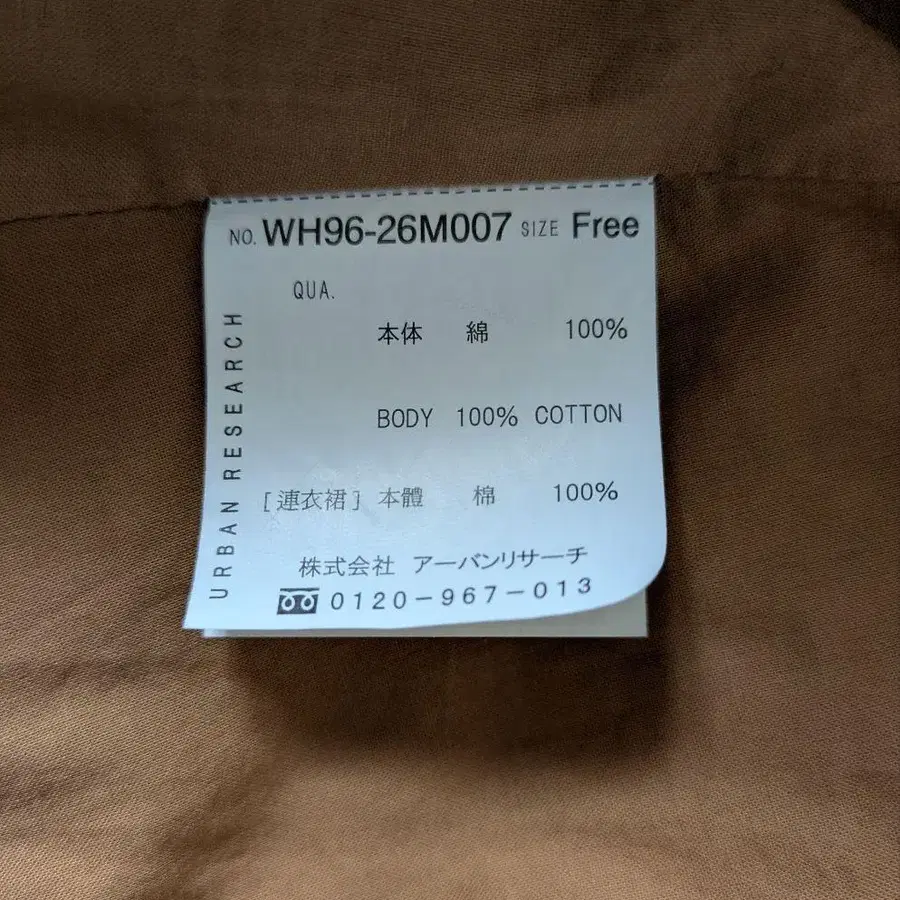 NO. WH96-26M007 SIZE Free
QUA.
本体 綿 100%
BODY 100% COTTON
[連衣裙] 本體 棉 100%
株式会社 アーバンリサーチ
0120-967-013
URBAN RESEARCH